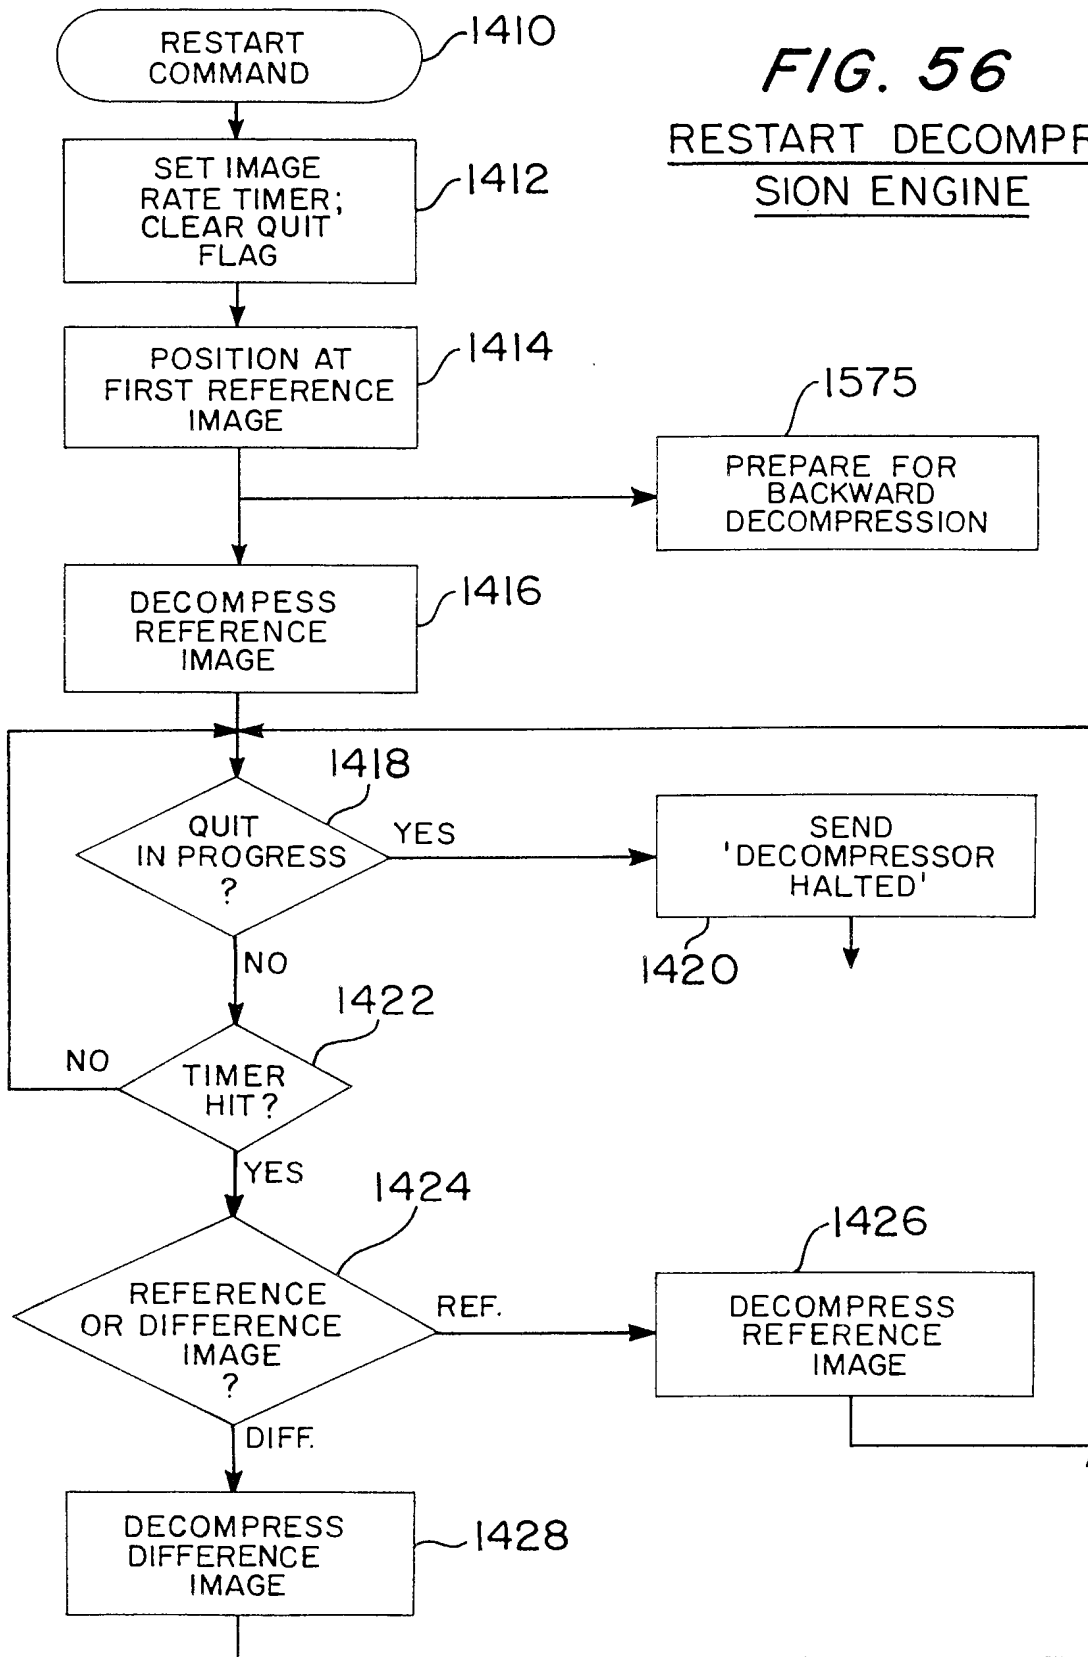 RESTART
COMMAND
1410
FIG. 56
RESTART DECOMPR
SION ENGINE
SET IMAGE
RATE TIMER;
CLEAR QUIT
FLAG
1412
POSITION AT
FIRST REFERENCE
IMAGE
1414
1575
PREPARE FOR
BACKWARD
DECOMPRESSION
DECOMPESS
REFERENCE
IMAGE
1416
1418
QUIT
IN PROGRESS
?
YES
SEND
'DECOMPRESSOR
HALTED'
1420
NO
1422
NO
TIMER
HIT?
YES
1424
REFERENCE
OR DIFFERENCE
IMAGE
?
REF.
1426
DECOMPRESS
REFERENCE
IMAGE
DIFF.
DECOMPRESS
DIFFERENCE
IMAGE
1428